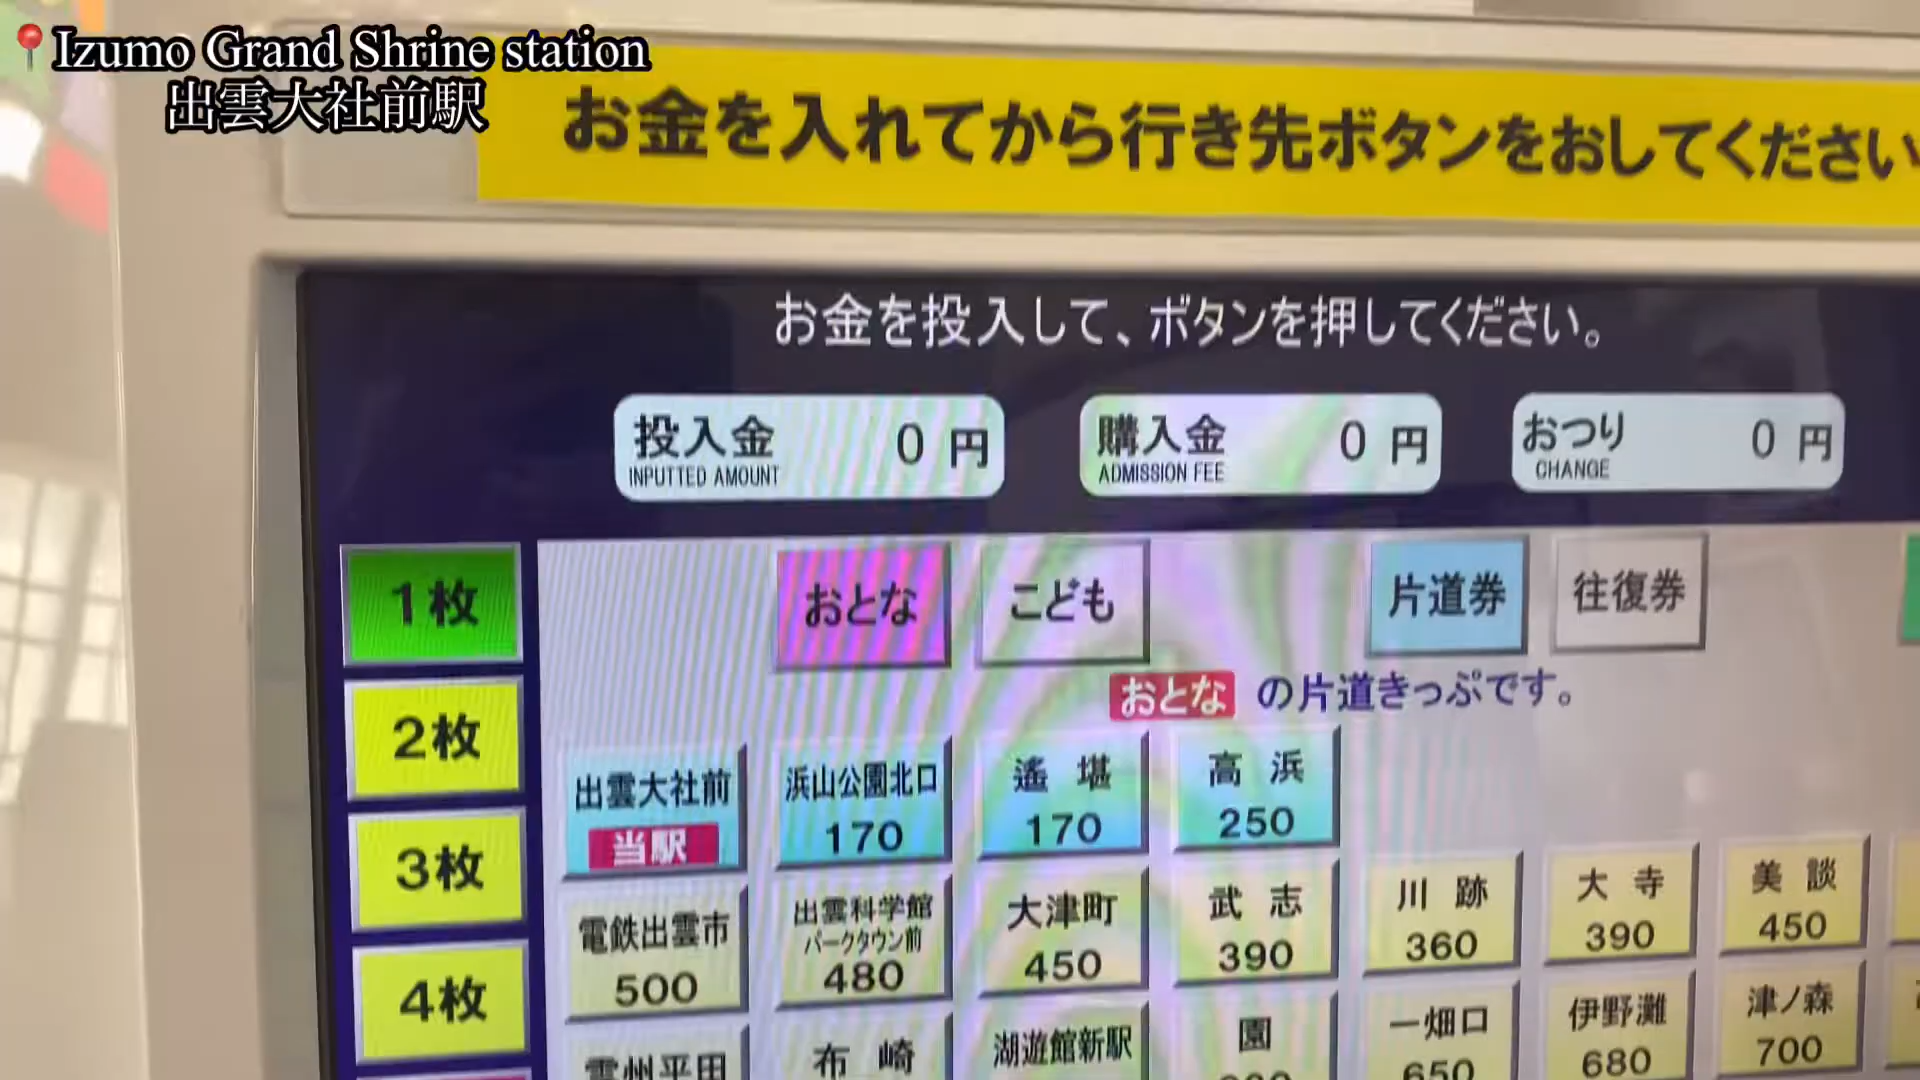 📍Izumo Grand Shrine station
出雲大社前駅
お金を入れてから行き先ボタンをおしてください
お金を投入して、ボタンを押してください。
投入金 0 円
INPUTTED AMOUNT
購入金 0 円
ADMISSION FEE
おつり 0 円
CHANGE
1枚
おとな
こども
片道券
往復券
おとな の片道きっぷです。
2枚
出雲大社前
当駅
浜山公園北口
170
遙堪
170
高浜
250
3枚
電鉄出雲市
500
出雲科学館
パークタウン前
480
大津町
450
武志
390
川跡
360
大寺
390
美談
450
4枚
雲州平田
布崎
湖遊館新駅
園
一畑口
650
伊野灘
680
津ノ森
700